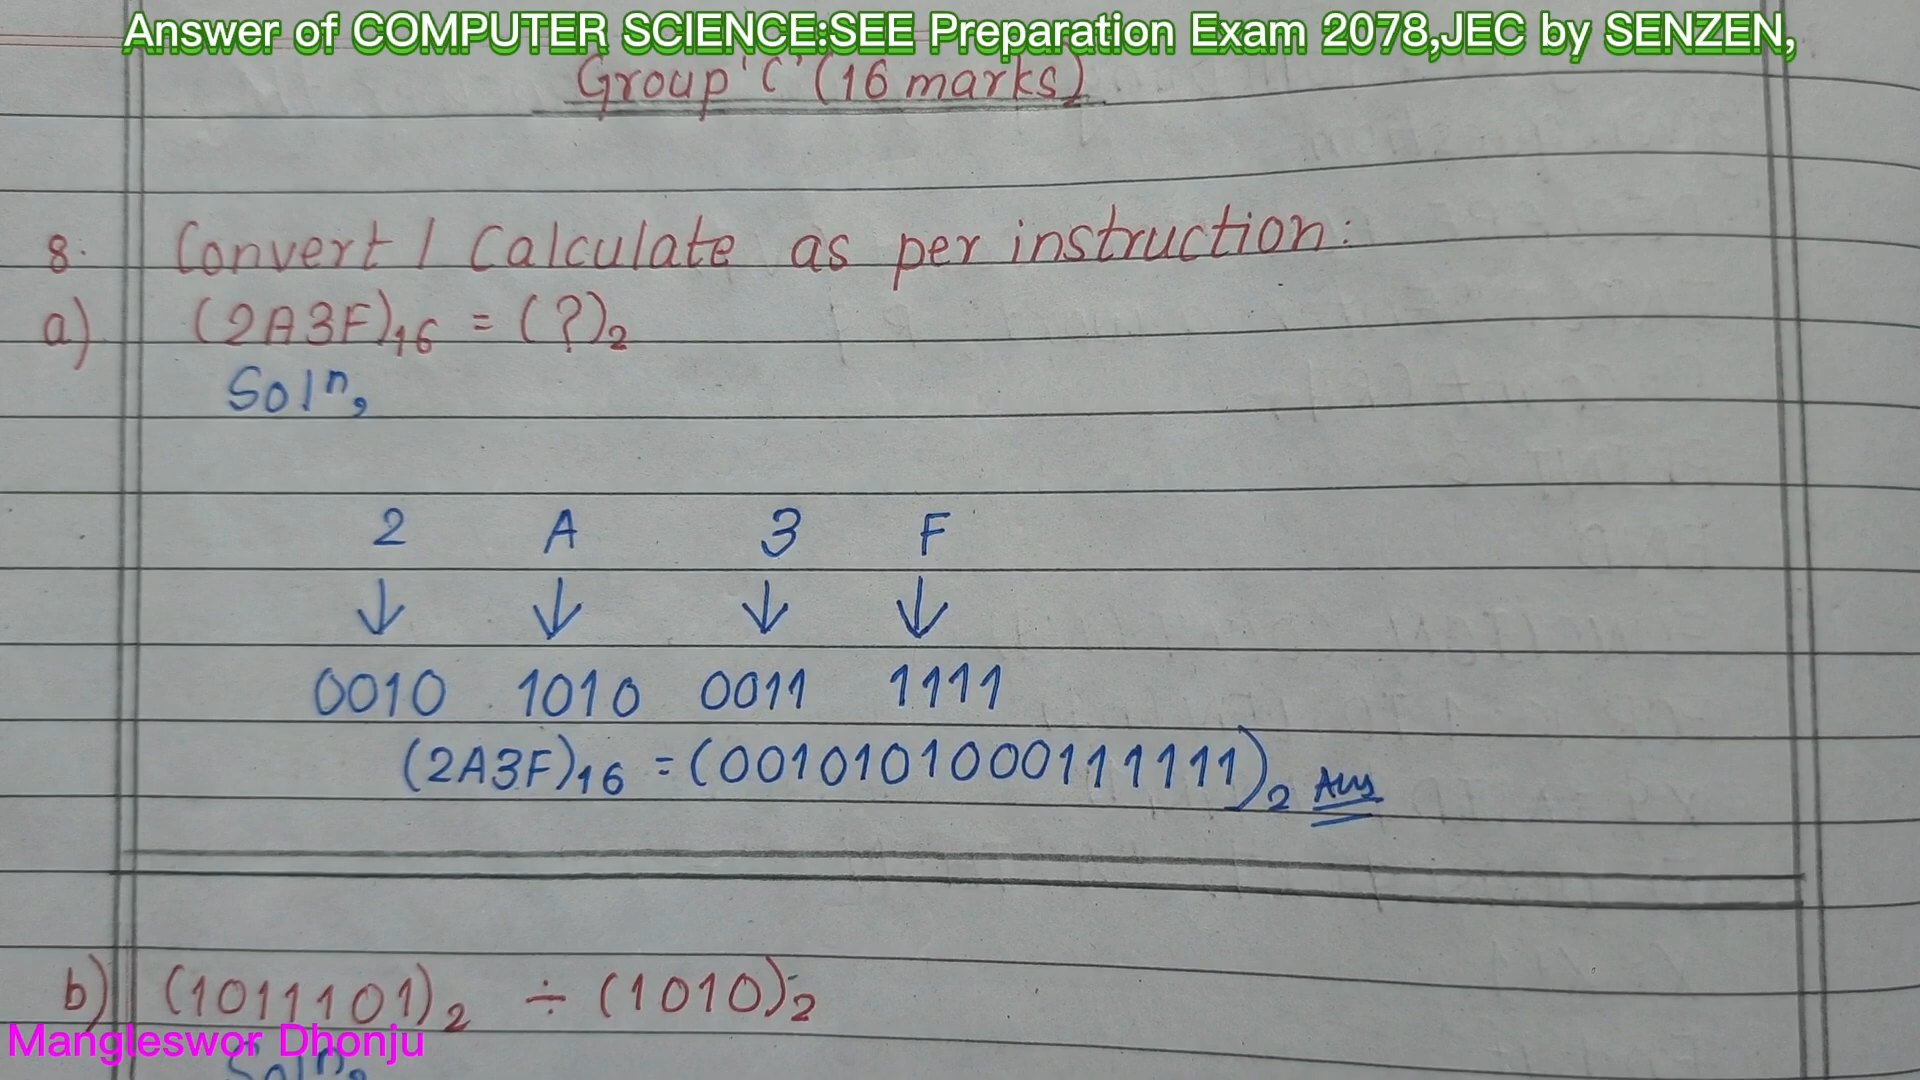 Answer of COMPUTER SCIENCE:SEE Preparation Exam 2078,JEC by SENZEN,
Group 'C' (16 marks)
8. Convert / Calculate as per instruction:
a) (2A3F)₁₆ = (?)₂
Solⁿ,
2 A 3 F
↓ ↓ ↓ ↓
0010 1010 0011 1111
(2A3F)₁₆ = (0010101000111111)₂ Ans
b) (1011101)₂ ÷ (1010)₂
Mangleswor Dhonju
Solⁿ,